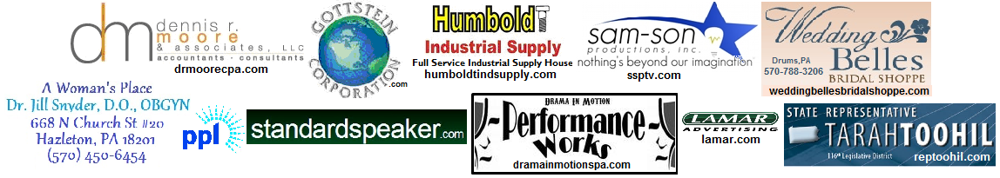 dm dennis r.
moore
& associates, LLC
accountants · consultants
drmoorecpa.com
GOTTSTEIN
CORPORATION
.com
Humboldt
Industrial Supply
Full Service Industrial Supply House
humboldtindsupply.com
sam-son
productions, inc.
nothing's beyond our imagination
ssptv.com
Wedding
Belles
BRIDAL SHOPPE
Drums,PA
570-788-3206
weddingbellesbridalshoppe.com
A Woman's Place
Dr. Jill Snyder, D.O., OBGYN
668 N Church St #20
Hazleton, PA 18201
(570) 450-6454
ppl
standardspeaker.com
DRAMA IN MOTION
Performance
Works
dramainmotionspa.com
LAMAR
ADVERTISING
lamar.com
STATE REPRESENTATIVE
TARAHTOOHIL
116th Legislative District
reptoohil.com